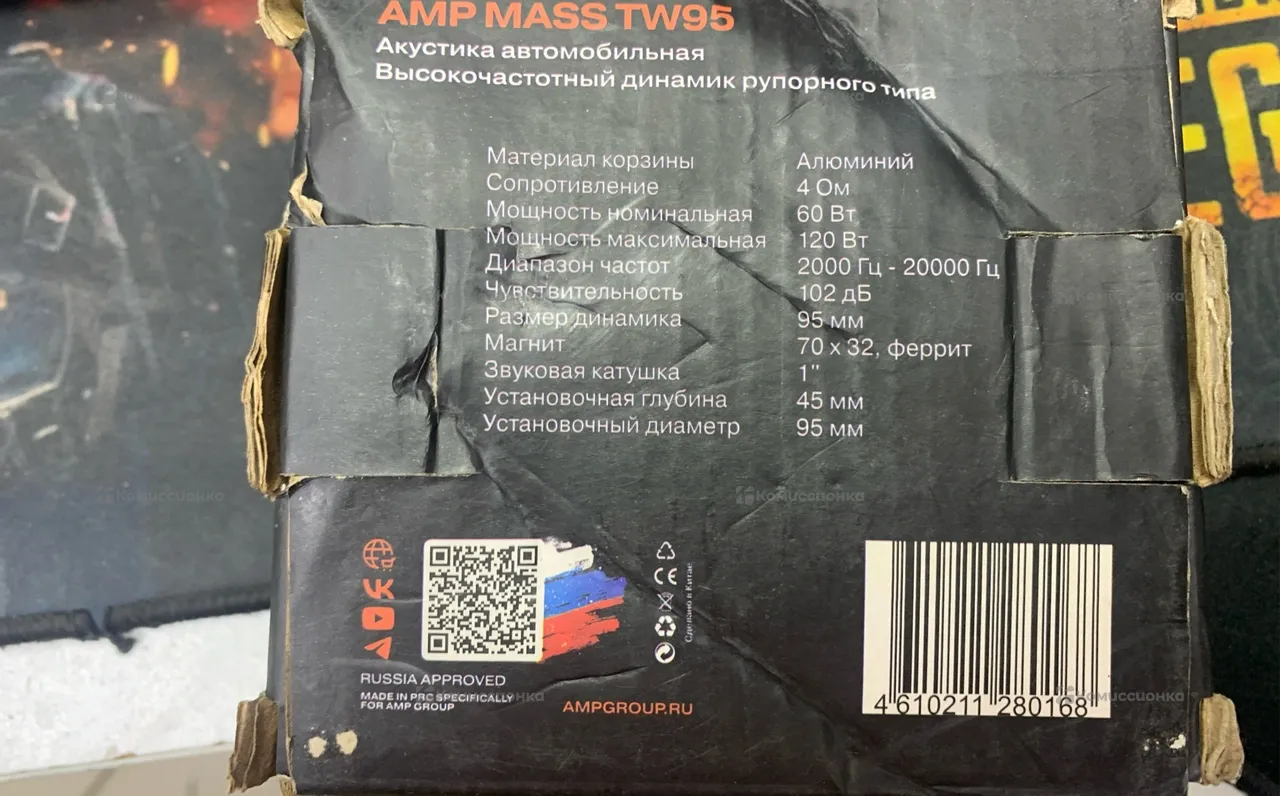 AMP MASS TW95
Акустика автомобильная
Высокочастотный динамик рупорного типа
Материал корзины Алюминий
Сопротивление 4 Ом
Мощность номинальная 60 Вт
Мощность максимальная 120 Вт
Диапазон частот 2000 Гц - 20000 Гц
Чувствительность 102 дБ
Размер динамика 95 мм
Магнит 70 х 32, феррит
Звуковая катушка 1"
Установочная глубина 45 мм
Установочный диаметр 95 мм
Сделано в Китае
RUSSIA APPROVED
MADE IN PRC SPECIFICALLY
FOR AMP GROUP
AMPGROUP.RU
4 610211 280168
EG
Комиссионка
Комиссионка
Комиссионка
Комиссионка